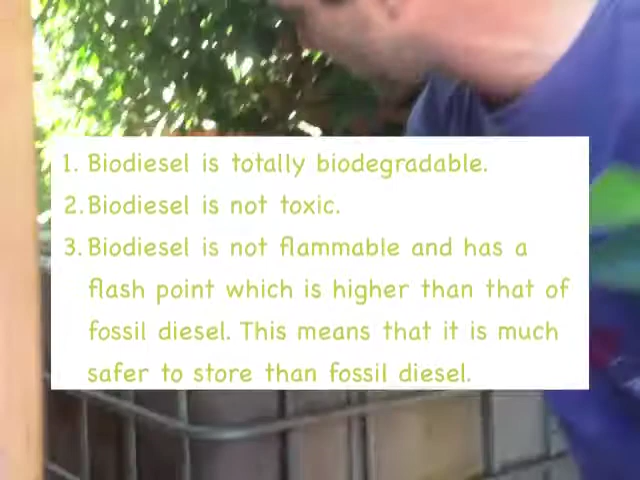 1. Biodiesel is totally biodegradable.
2. Biodiesel is not toxic.
3. Biodiesel is not flammable and has a
flash point which is higher than that of
fossil diesel. This means that it is much
safer to store than fossil diesel.